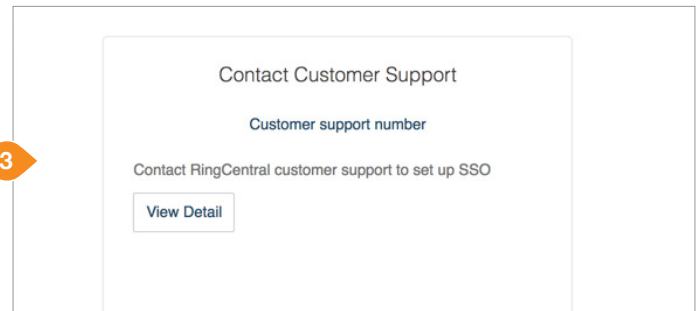 Contact Customer Support
Customer support number
3
Contact RingCentral customer support to set up SSO
View Detail